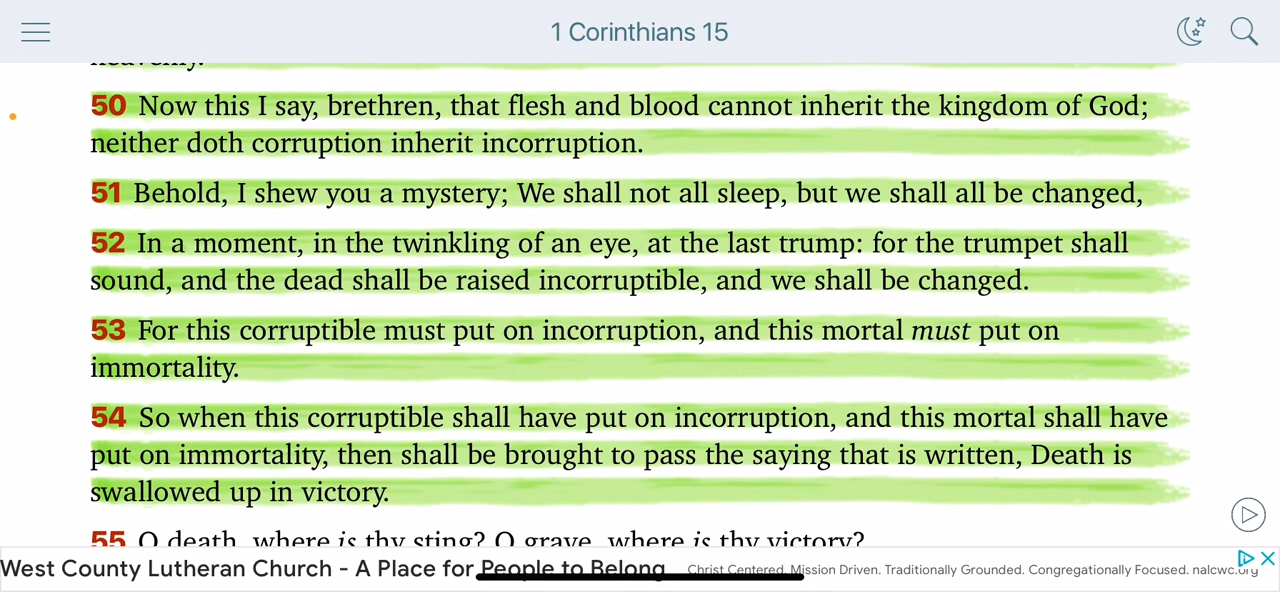 1 Corinthians 15
heavenly.
50 Now this I say, brethren, that flesh and blood cannot inherit the kingdom of God;
neither doth corruption inherit incorruption.
51 Behold, I shew you a mystery; We shall not all sleep, but we shall all be changed,
52 In a moment, in the twinkling of an eye, at the last trump: for the trumpet shall
sound, and the dead shall be raised incorruptible, and we shall be changed.
53 For this corruptible must put on incorruption, and this mortal must put on
immortality.
54 So when this corruptible shall have put on incorruption, and this mortal shall have
put on immortality, then shall be brought to pass the saying that is written, Death is
swallowed up in victory.
55 O death, where is thy sting? O grave, where is thy victory?
West County Lutheran Church - A Place for People to Belong
Christ Centered. Mission Driven. Traditionally Grounded. Congregationally Focused. nalcwc.org